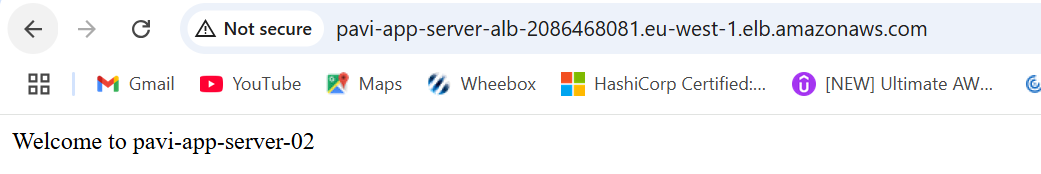 Not secure pavi-app-server-alb-2086468081.eu-west-1.elb.amazonaws.com
Gmail YouTube Maps Wheebox HashiCorp Certified:... [NEW] Ultimate AW...
Welcome to pavi-app-server-02